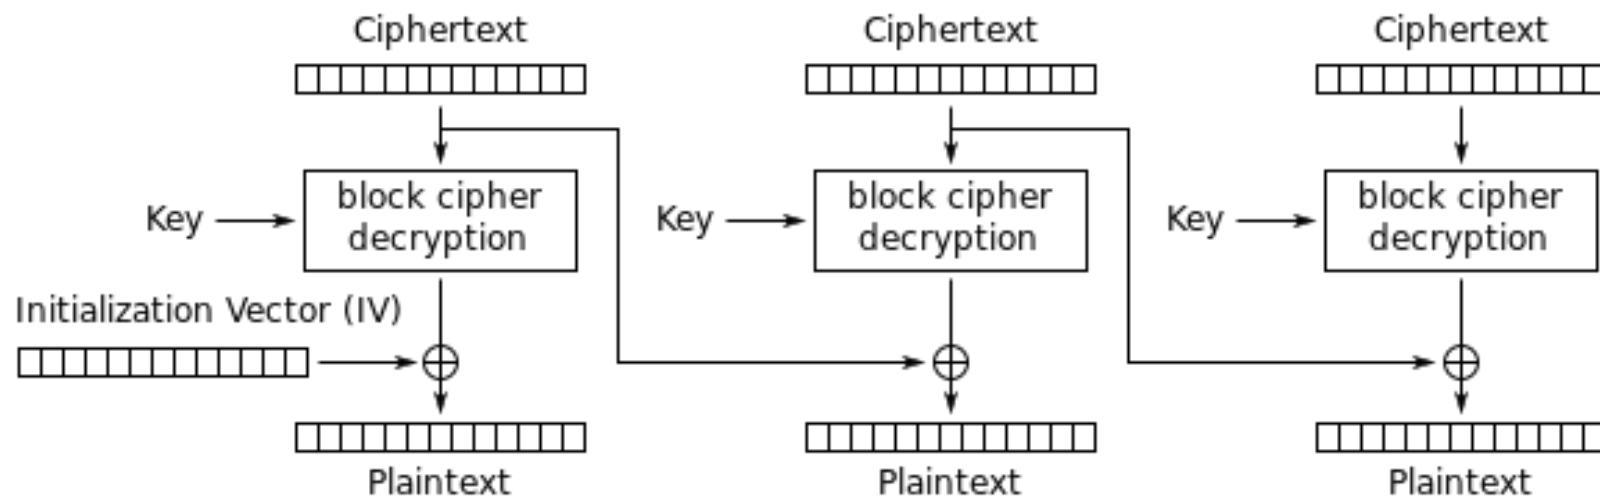 Ciphertext
Ciphertext
Ciphertext
Key
block cipher
decryption
Key
block cipher
decryption
Key
block cipher
decryption
Initialization Vector (IV)
Plaintext
Plaintext
Plaintext